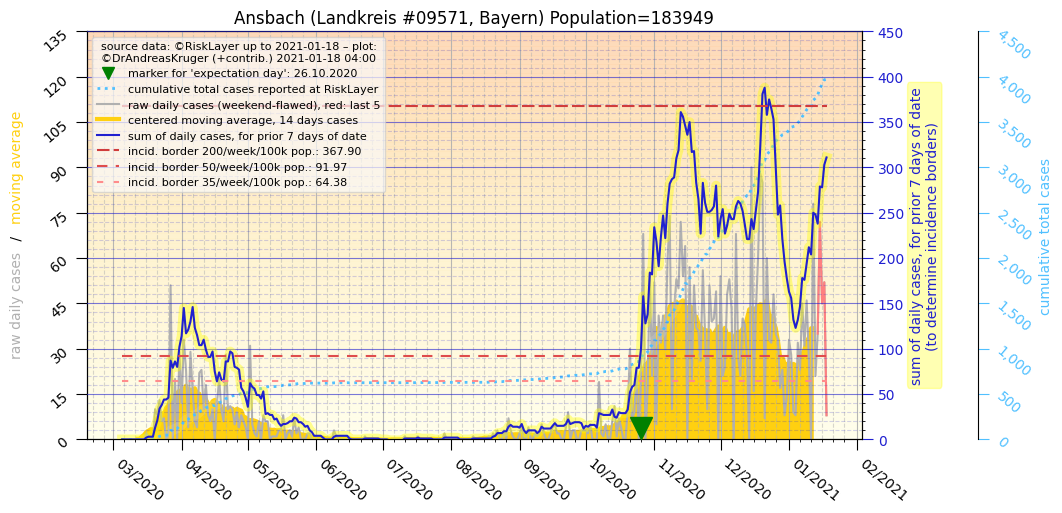 Ansbach (Landkreis #09571, Bayern) Population=183949
source data: ©RiskLayer up to 2021-01-18 – plot:
©DrAndreasKruger (+contrib.) 2021-01-18 04:00
marker for 'expectation day': 26.10.2020
cumulative total cases reported at RiskLayer
raw daily cases (weekend-flawed), red: last 5
centered moving average, 14 days cases
sum of daily cases, for prior 7 days of date
incid. border 200/week/100k pop.: 367.90
incid. border 50/week/100k pop.: 91.97
incid. border 35/week/100k pop.: 64.38
raw daily cases / moving average
135
120
105
90
75
60
45
30
15
0
03/2020
04/2020
05/2020
06/2020
07/2020
08/2020
09/2020
10/2020
11/2020
12/2020
01/2021
02/2021
450
400
350
300
250
200
150
100
50
0
sum of daily cases, for prior 7 days of date
(to determine incidence borders)
4,500
4,000
3,500
3,000
2,500
2,000
1,500
1,000
500
0
cumulative total cases